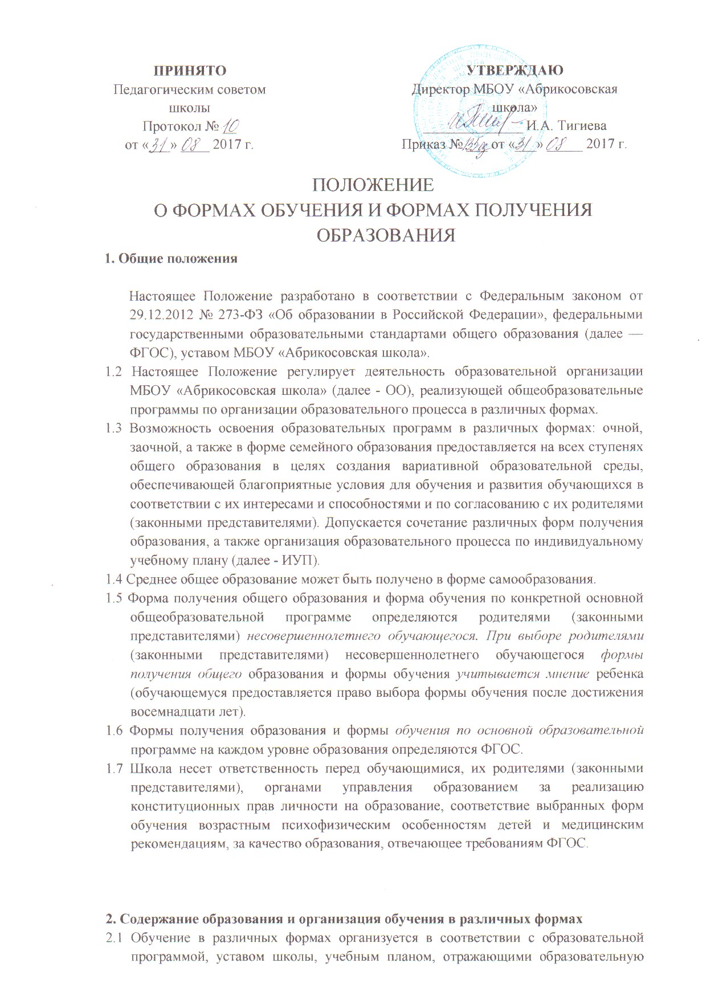 ПРИНЯТО
Педагогическим советом
школы
Протокол № 10
от «31» 08 2017 г.
УТВЕРЖДАЮ
Директор МБОУ «Абрикосовская
школа»
И.А. Тигиева
Приказ № от «31» 08 2017 г.
ПОЛОЖЕНИЕ
О ФОРМАХ ОБУЧЕНИЯ И ФОРМАХ ПОЛУЧЕНИЯ
ОБРАЗОВАНИЯ
1. Общие положения
Настоящее Положение разработано в соответствии с Федеральным законом от
29.12.2012 № 273-ФЗ «Об образовании в Российской Федерации», федеральными
государственными образовательными стандартами общего образования (далее —
ФГОС), уставом МБОУ «Абрикосовская школа».
1.2 Настоящее Положение регулирует деятельность образовательной организации
МБОУ «Абрикосовская школа» (далее - ОО), реализующей общеобразовательные
программы по организации образовательного процесса в различных формах.
1.3 Возможность освоения образовательных программ в различных формах: очной,
заочной, а также в форме семейного образования предоставляется на всех ступенях
общего образования в целях создания вариативной образовательной среды,
обеспечивающей благоприятные условия для обучения и развития обучающихся в
соответствии с их интересами и способностями и по согласованию с их родителями
(законными представителями). Допускается сочетание различных форм получения
образования, а также организация образовательного процесса по индивидуальному
учебному плану (далее - ИУП).
1.4 Среднее общее образование может быть получено в форме самообразования.
1.5 Форма получения общего образования и форма обучения по конкретной основной
общеобразовательной программе определяются родителями (законными
представителями) несовершеннолетнего обучающегося. При выборе родителями
(законными представителями) несовершеннолетнего обучающегося формы
получения общего образования и формы обучения учитывается мнение ребенка
(обучающемуся предоставляется право выбора формы обучения после достижения
восемнадцати лет).
1.6 Формы получения образования и формы обучения по основной образовательной
программе на каждом уровне образования определяются ФГОС.
1.7 Школа несет ответственность перед обучающимися, их родителями (законными
представителями), органами управления образованием за реализацию
конституционных прав личности на образование, соответствие выбранных форм
обучения возрастным психофизическим особенностям детей и медицинским
рекомендациям, за качество образования, отвечающее требованиям ФГОС.
2. Содержание образования и организация обучения в различных формах
2.1 Обучение в различных формах организуется в соответствии с образовательной
программой, уставом школы, учебным планом, отражающими образовательную